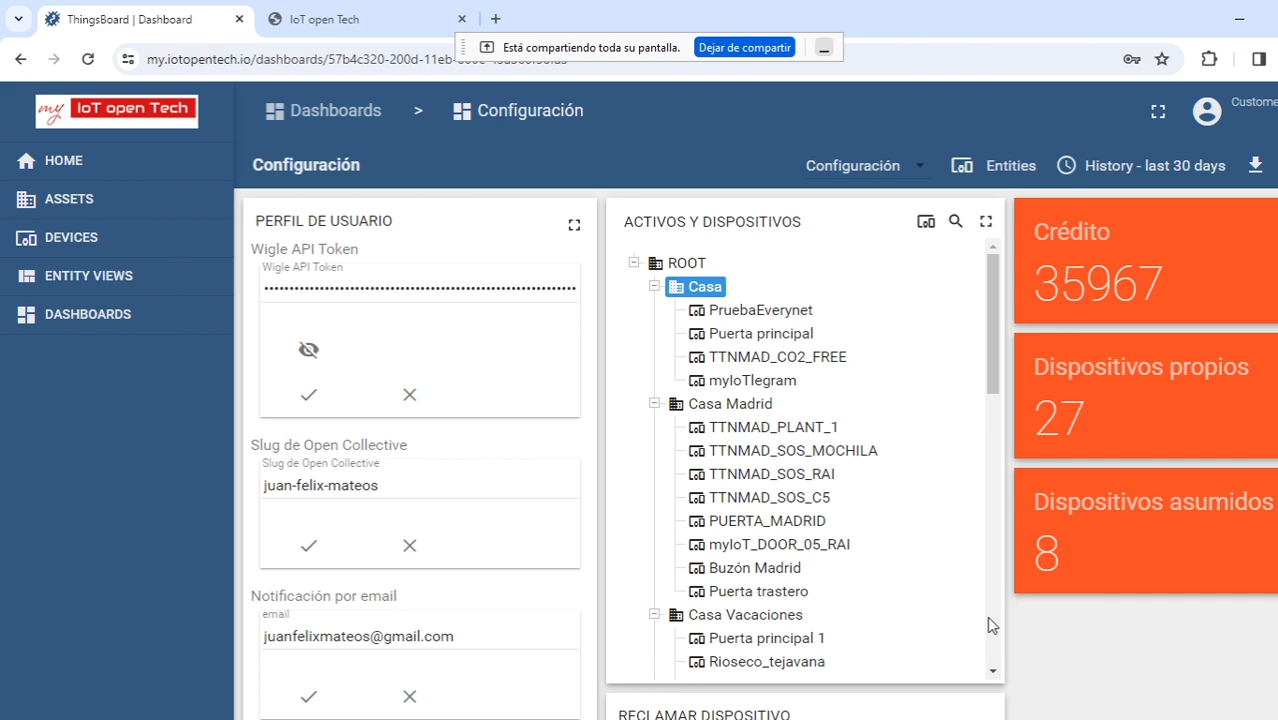 ThingsBoard | Dashboard
IoT open Tech
Está compartiendo toda su pantalla.
Dejar de compartir
my.iotopentech.io/dashboards/57b4c320-200d-11eb-
my IoT open Tech
Dashboards > Configuración
Custome
HOME
ASSETS
DEVICES
ENTITY VIEWS
DASHBOARDS
Configuración
Configuración
Entities
History - last 30 days
PERFIL DE USUARIO
Wigle API Token
Wigle API Token
Slug de Open Collective
Slug de Open Collective
juan-felix-mateos
Notificación por email
email
juanfelixmateos@gmail.com
ACTIVOS Y DISPOSITIVOS
ROOT
Casa
PruebaEverynet
Puerta principal
TTNMAD_CO2_FREE
myIoTlegram
Casa Madrid
TTNMAD_PLANT_1
TTNMAD_SOS_MOCHILA
TTNMAD_SOS_RAI
TTNMAD_SOS_C5
PUERTA_MADRID
myIoT_DOOR_05_RAI
Buzón Madrid
Puerta trastero
Casa Vacaciones
Puerta principal 1
Rioseco_tejavana
RECLAMAR DISPOSITIVO
Crédito
35967
Dispositivos propios
27
Dispositivos asumidos
8